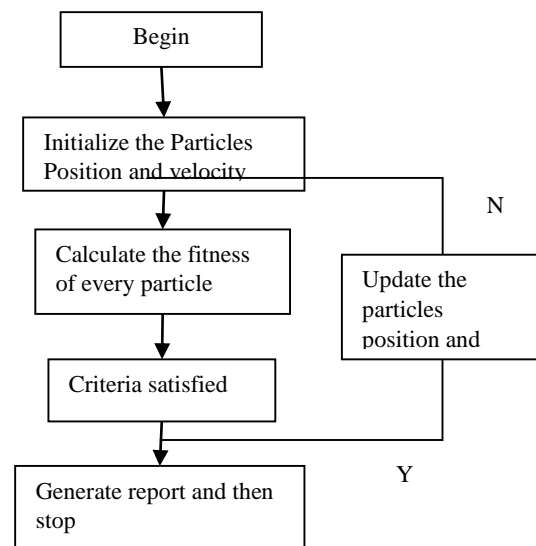 Begin
Initialize the Particles
Position and velocity
N
Calculate the fitness
of every particle
Update the
particles
position and
Criteria satisfied
Y
Generate report and then
stop